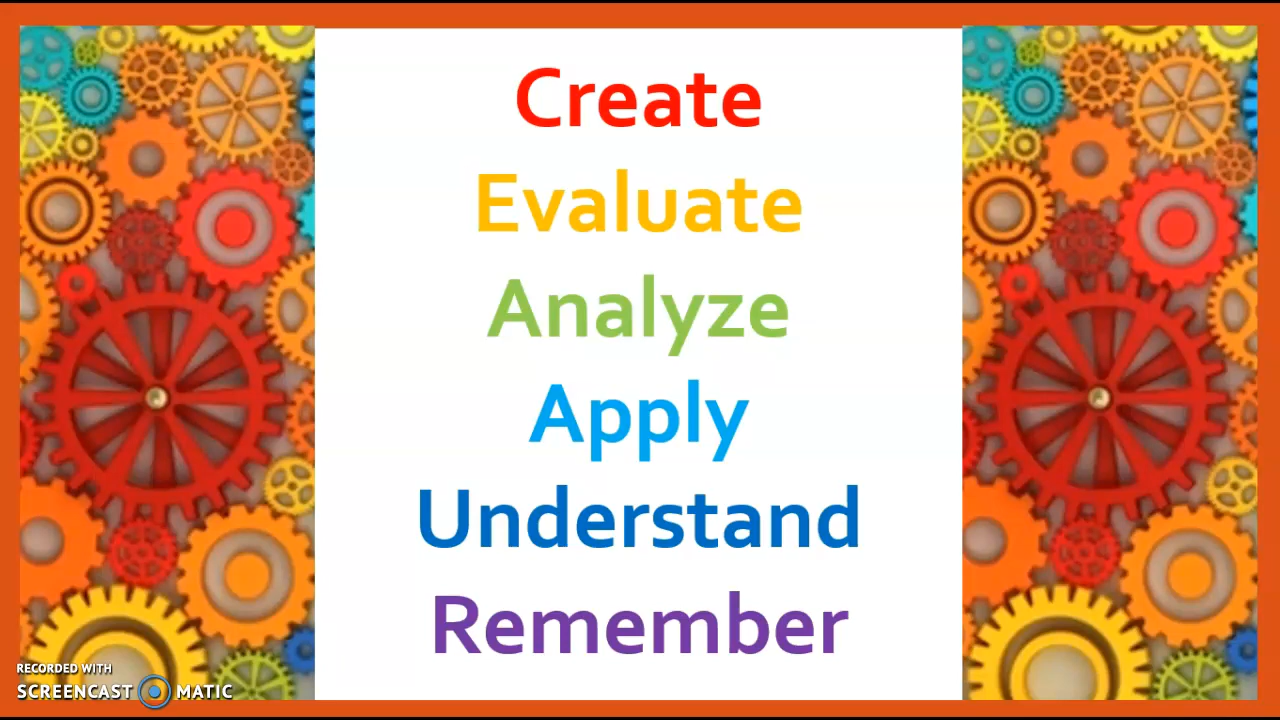 Create
Evaluate
Analyze
Apply
Understand
Remember
RECORDED WITH
SCREENCAST MATIC